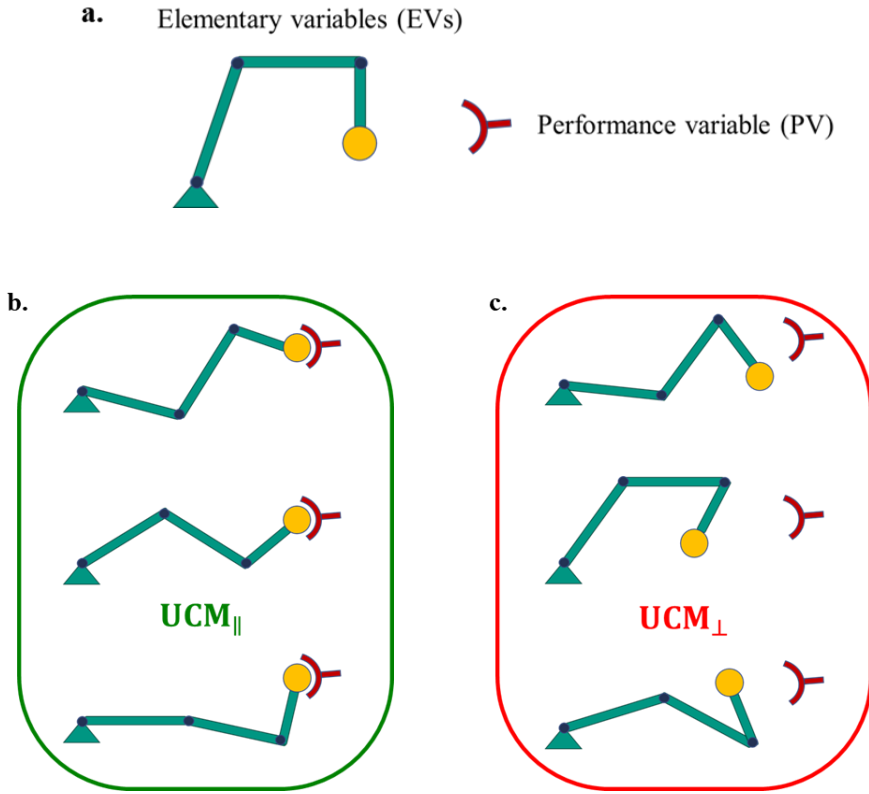 a. Elementary variables (EVs)
Performance variable (PV)
b.
UCM∥
c.
UCM⊥